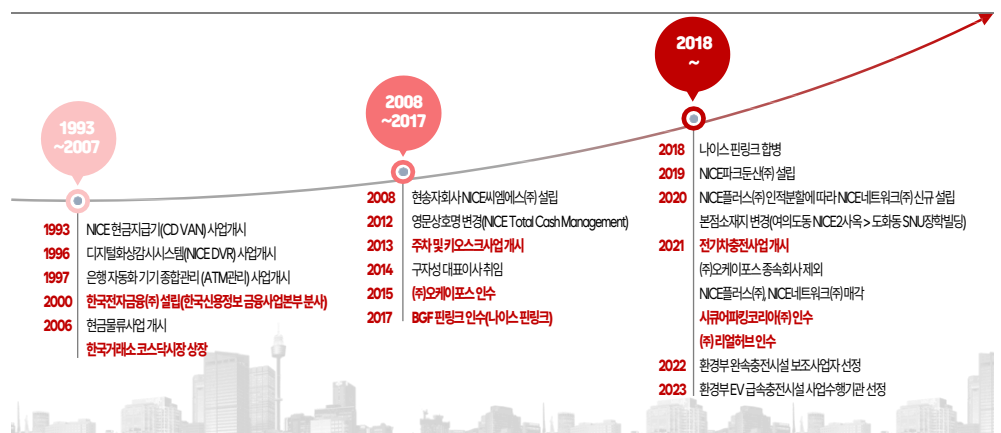 1993
~2007
1993 NICE 현금지급기(CD VAN) 사업개시
1996 디지털화상감시시스템(NICE DVR) 사업개시
1997 은행 자동화 기기 종합관리 (ATM관리) 사업개시
2000 한국전자금융(주) 설립(한국신용정보 금융사업본부 분사)
2006 현금물류사업 개시
한국거래소 코스닥시장 상장
2008
~2017
2008 현송자회사 NICE씨엠에스(주) 설립
2012 영문상호명 변경(NICE Total Cash Management)
2013 주차 및 키오스크사업 개시
2014 구자성 대표이사 취임
2015 (주)오케이포스 인수
2017 BGF 핀링크 인수(나이스 핀링크)
2018
~
2018 나이스 핀링크 합병
2019 NICE파크둔산(주) 설립
2020 NICE플러스(주) 인적분할에 따라 NICE네트워크(주) 신규 설립
본점소재지 변경(여의도동 NICE2사옥 > 도화동 SNU장학빌딩)
2021 전기차충전사업 개시
(주)오케이포스 종속회사 제외
NICE플러스(주), NICE네트워크(주) 매각
시큐어파킹코리아(주) 인수
(주) 리얼허브 인수
2022 환경부 완속충전시설 보조사업자 선정
2023 환경부 EV 급속충전시설 사업수행기관 선정